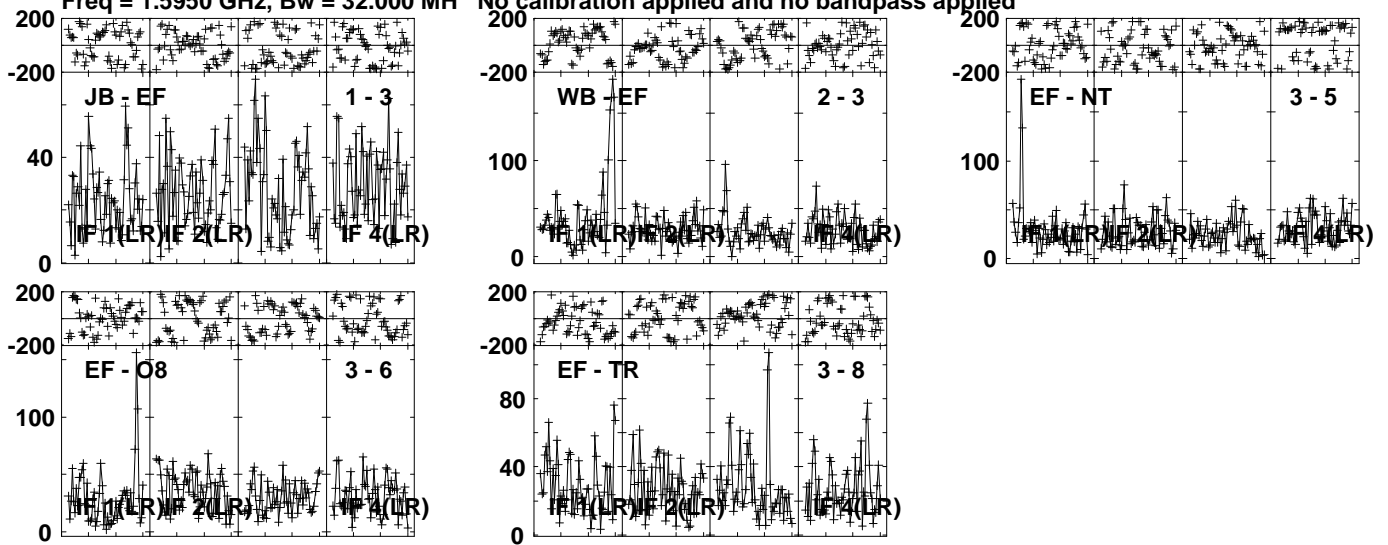 Freq = 1.5950 GHz, Bw = 32.000 MH No calibration applied and no bandpass applied
200
-200
JB - EF 1 - 3
40
0
IF 1(LR) IF 2(LR) IF 4(LR)
200
-200
WB - EF 2 - 3
100
0
IF 1(LR) IF 2(LR) IF 4(LR)
200
-200
EF - NT 3 - 5
100
0
IF 1(LR) IF 2(LR) IF 4(LR)
200
-200
EF - O8 3 - 6
100
0
IF 1(LR) IF 2(LR) IF 4(LR)
200
-200
EF - TR 3 - 8
80
40
0
IF 1(LR) IF 2(LR) IF 4(LR)